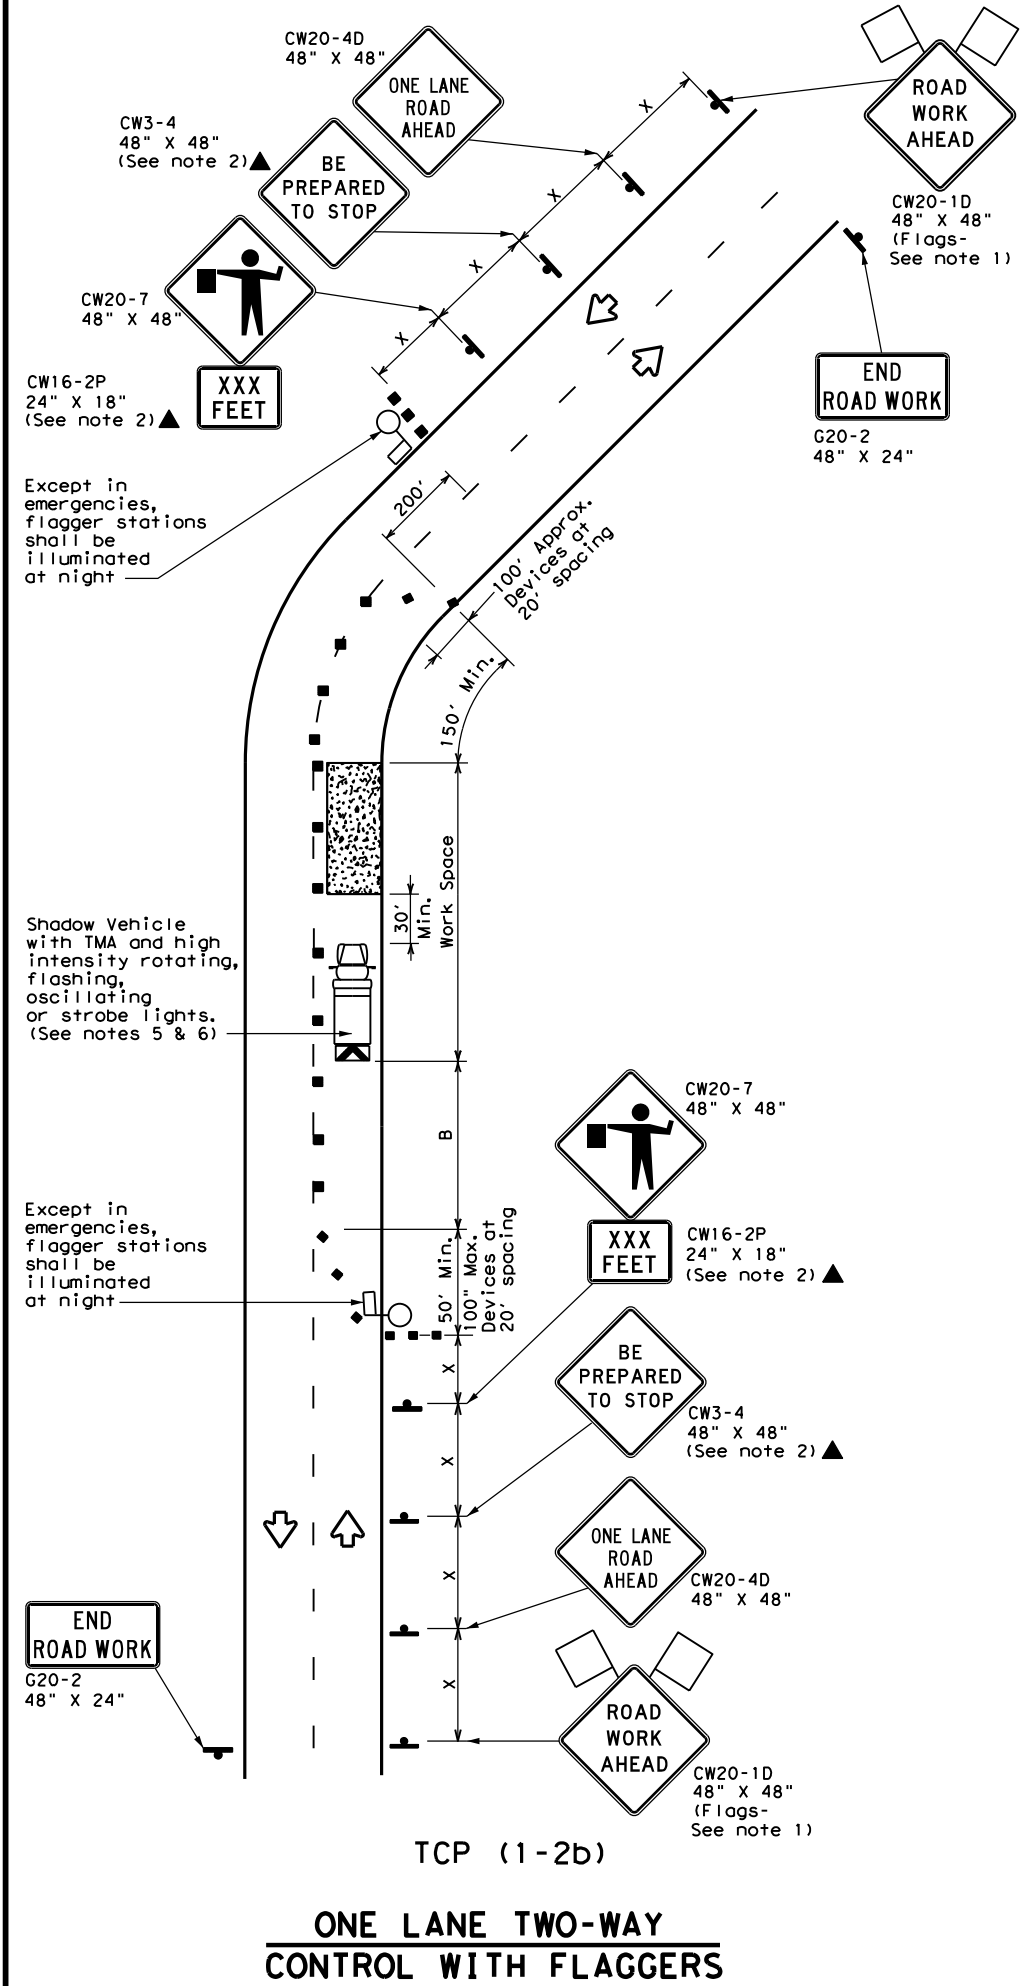 CW20-4D
48" X 48"
ONE LANE
ROAD
AHEAD
X
ROAD
WORK
AHEAD
CW20-1D
48" X 48"
(Flags-
See note 1)
CW3-4
48" X 48"
(See note 2)
BE
PREPARED
TO STOP
X
X
CW20-7
48" X 48"
X
CW16-2P
24" X 18"
(See note 2)
XXX
FEET
END
ROAD WORK
G20-2
48" X 24"
Except in
emergencies,
flagger stations
shall be
illuminated
at night
200'
100' Approx.
Devices at
20' spacing
150' Min.
Work Space
30'
Min.
Shadow Vehicle
with TMA and high
intensity rotating,
flashing,
oscillating
or strobe lights.
(See notes 5 & 6)
B
CW20-7
48" X 48"
XXX
FEET
CW16-2P
24" X 18"
(See note 2)
Except in
emergencies,
flagger stations
shall be
illuminated
at night
50' Min.
100" Max.
Devices at
20' spacing
X
BE
PREPARED
TO STOP
CW3-4
48" X 48"
(See note 2)
X
ONE LANE
ROAD
AHEAD
CW20-4D
48" X 48"
X
END
ROAD WORK
G20-2
48" X 24"
X
ROAD
WORK
AHEAD
CW20-1D
48" X 48"
(Flags-
See note 1)
TCP (1-2b)
ONE LANE TWO-WAY
CONTROL WITH FLAGGERS